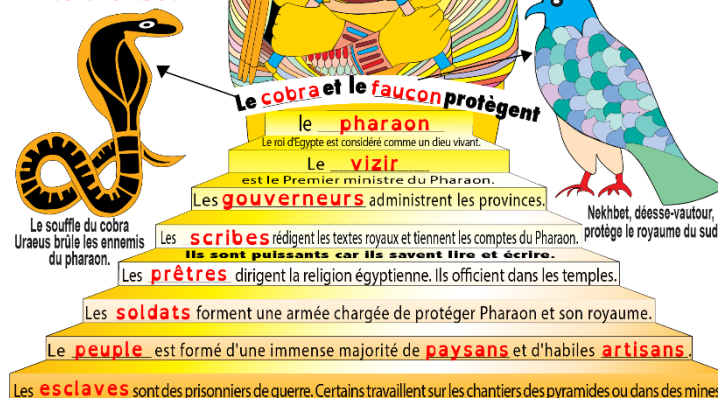 Le cobra et le faucon protègent
le pharaon
Le roi d'Egypte est considéré comme un dieu vivant.
Le vizir
est le Premier ministre du Pharaon.
Les gouverneurs administrent les provinces.
Le souffle du cobra
Uraeus brûle les ennemis
du pharaon.
Nekhbet, déesse-vautour,
protège le royaume du sud
Les scribes rédigent les textes royaux et tiennent les comptes du Pharaon.
Ils sont puissants car ils savent lire et écrire.
Les prêtres dirigent la religion égyptienne. Ils officient dans les temples.
Les soldats forment une armée chargée de protéger Pharaon et son royaume.
Le peuple est formé d'une immense majorité de paysans et d'habiles artisans.
Les esclaves sont des prisonniers de guerre. Certains travaillent sur les chantiers des pyramides ou dans des mines